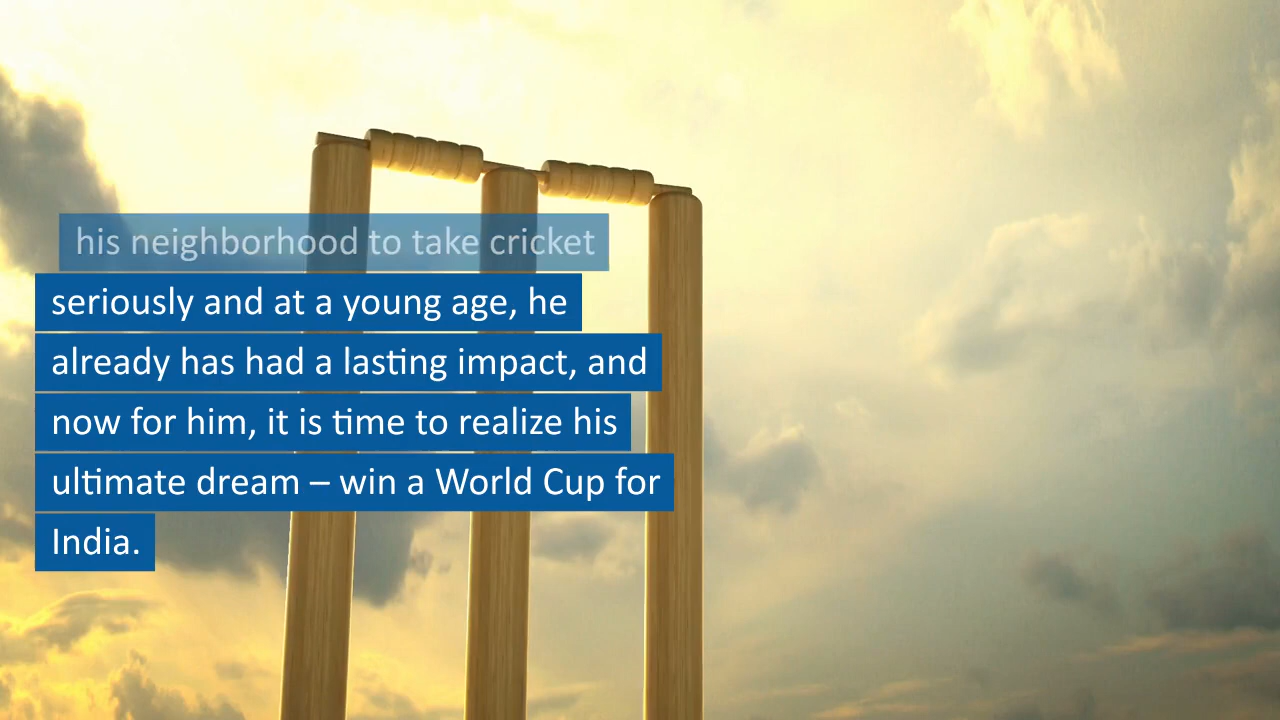 his neighborhood to take cricket
seriously and at a young age, he
already has had a lasting impact, and
now for him, it is time to realize his
ultimate dream – win a World Cup for
India.